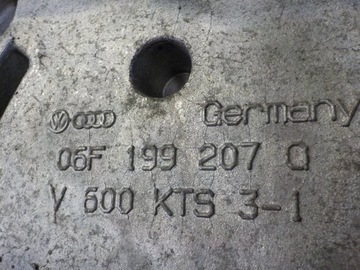 Germany
06F 199 207 Q
V 600 KTS 3-1